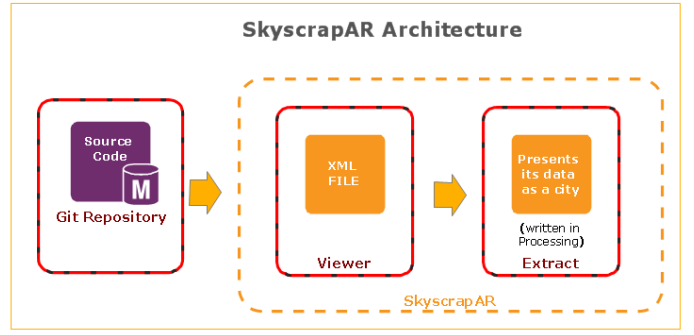 SkyscrapAR Architecture
Source
Code
M
Git Repository
XML
FILE
Viewer
Presents
its data
as a city
(written in
Processing)
Extract
SkyscrapAR